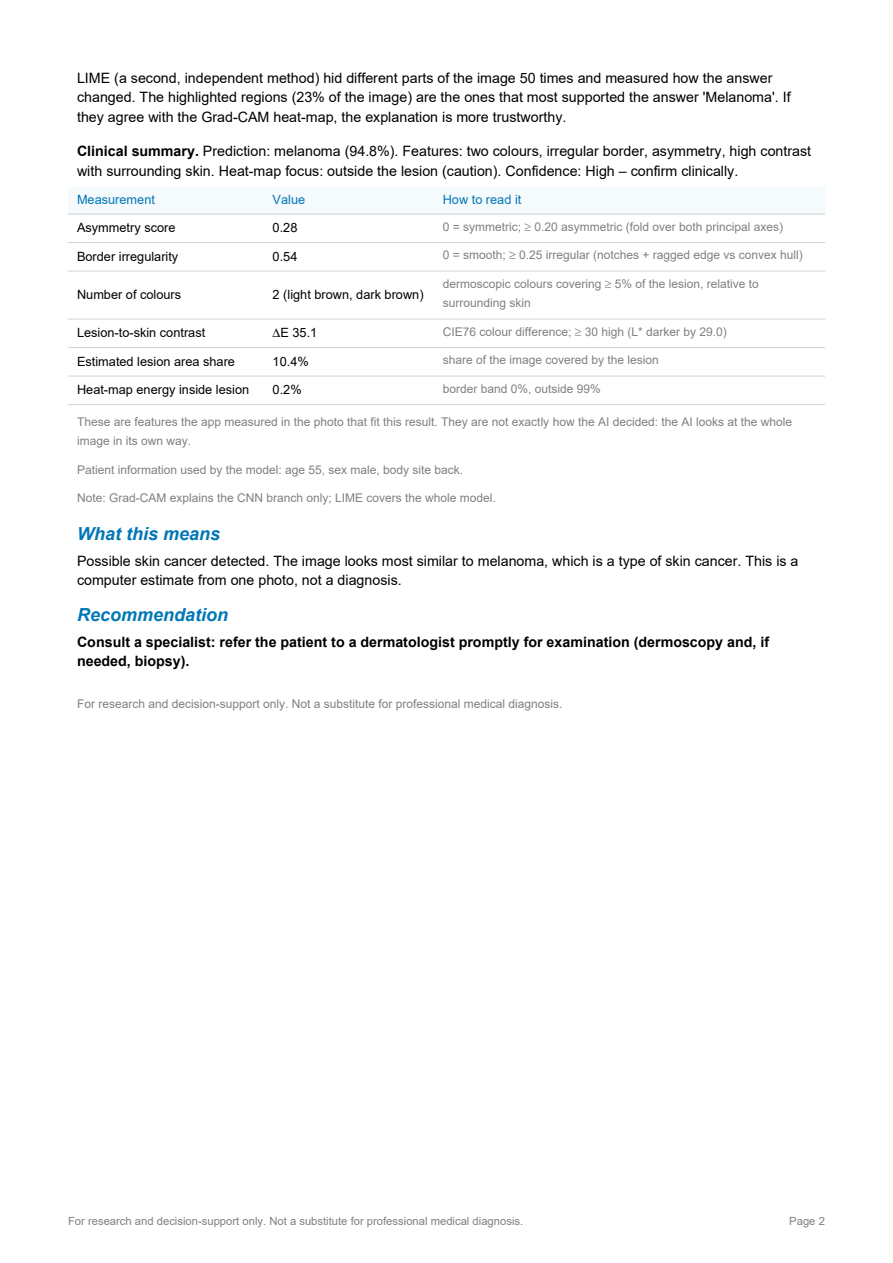 LIME (a second, independent method) hid different parts of the image 50 times and measured how the answer
changed. The highlighted regions (23% of the image) are the ones that most supported the answer 'Melanoma'. If
they agree with the Grad-CAM heat-map, the explanation is more trustworthy.
Clinical summary. Prediction: melanoma (94.8%). Features: two colours, irregular border, asymmetry, high contrast
with surrounding skin. Heat-map focus: outside the lesion (caution). Confidence: High – confirm clinically.
Measurement Value How to read it
Asymmetry score 0.28 0 = symmetric; ≥ 0.20 asymmetric (fold over both principal axes)
Border irregularity 0.54 0 = smooth; ≥ 0.25 irregular (notches + ragged edge vs convex hull)
Number of colours 2 (light brown, dark brown) dermoscopic colours covering ≥ 5% of the lesion, relative to
surrounding skin
Lesion-to-skin contrast ΔE 35.1 CIE76 colour difference; ≥ 30 high (L* darker by 29.0)
Estimated lesion area share 10.4% share of the image covered by the lesion
Heat-map energy inside lesion 0.2% border band 0%, outside 99%
These are features the app measured in the photo that fit this result. They are not exactly how the AI decided: the AI looks at the whole
image in its own way.
Patient information used by the model: age 55, sex male, body site back.
Note: Grad-CAM explains the CNN branch only; LIME covers the whole model.
What this means
Possible skin cancer detected. The image looks most similar to melanoma, which is a type of skin cancer. This is a
computer estimate from one photo, not a diagnosis.
Recommendation
Consult a specialist: refer the patient to a dermatologist promptly for examination (dermoscopy and, if
needed, biopsy).
For research and decision-support only. Not a substitute for professional medical diagnosis.
For research and decision-support only. Not a substitute for professional medical diagnosis. Page 2